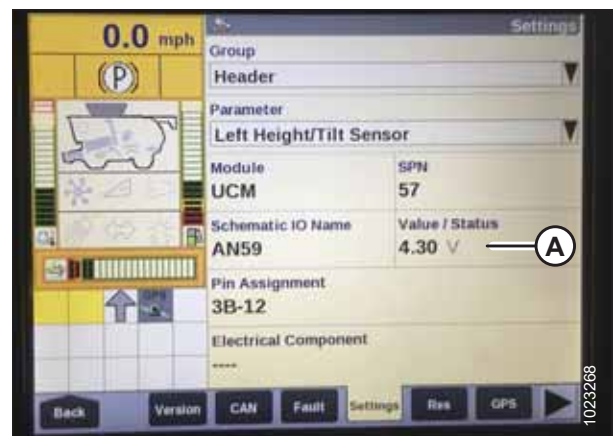 0.0 mph
Settings
(P)
Group
Header
Parameter
Left Height/Tilt Sensor
Module
SPN
UCM
57
Schematic IO Name
Value / Status
AN59
4.30 V
A
Pin Assignment
3B-12
Electrical Component
----
Back
Version
CAN
Fault
Settings
Res
GPS
1023268